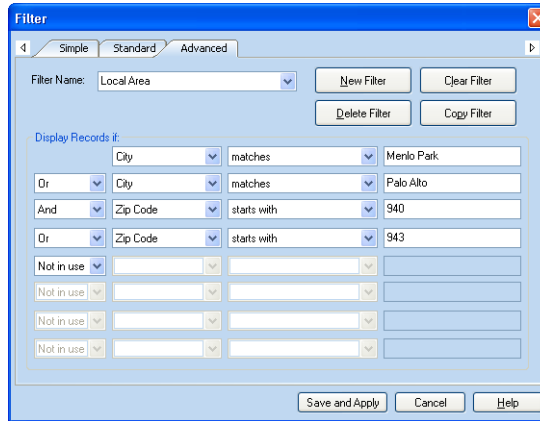 Filter
Simple Standard Advanced
Filter Name: Local Area New Filter Clear Filter
Delete Filter Copy Filter
Display Records if:
City matches Menlo Park
Or City matches Palo Alto
And Zip Code starts with 940
Or Zip Code starts with 943
Not in use
Not in use
Not in use
Not in use
Save and Apply Cancel Help